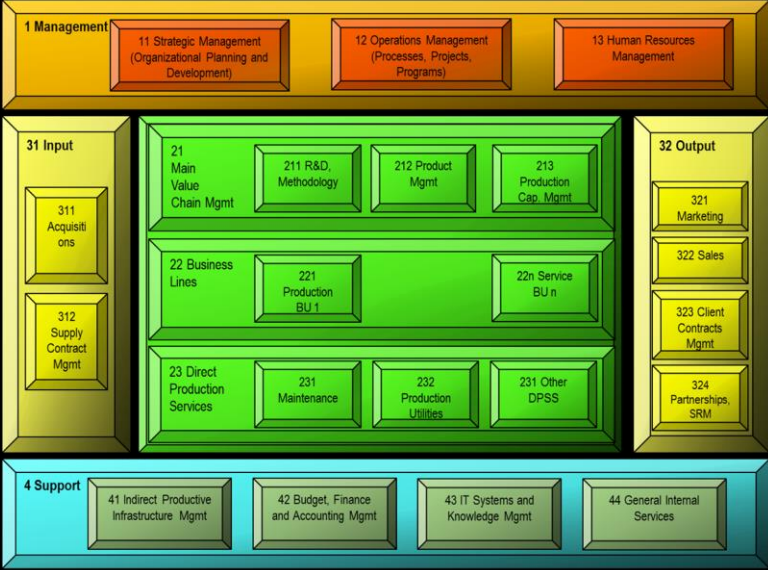 1 Management
11 Strategic Management
(Organizational Planning and
Development)
12 Operations Management
(Processes, Projects,
Programs)
13 Human Resources
Management
31 Input
311
Acquisiti
ons
312
Supply
Contract
Mgmt
21
Main
Value
Chain Mgmt
211 R&D,
Methodology
212 Product
Mgmt
213
Production
Cap. Mgmt
22 Business
Lines
221
Production
BU 1
22n Service
BU n
23 Direct
Production
Services
231
Maintenance
232
Production
Utilities
231 Other
DPSS
32 Output
321
Marketing
322 Sales
323 Client
Contracts
Mgmt
324
Partnerships,
SRM
4 Support
41 Indirect Productive
Infrastructure Mgmt
42 Budget, Finance
and Accounting Mgmt
43 IT Systems and
Knowledge Mgmt
44 General Internal
Services